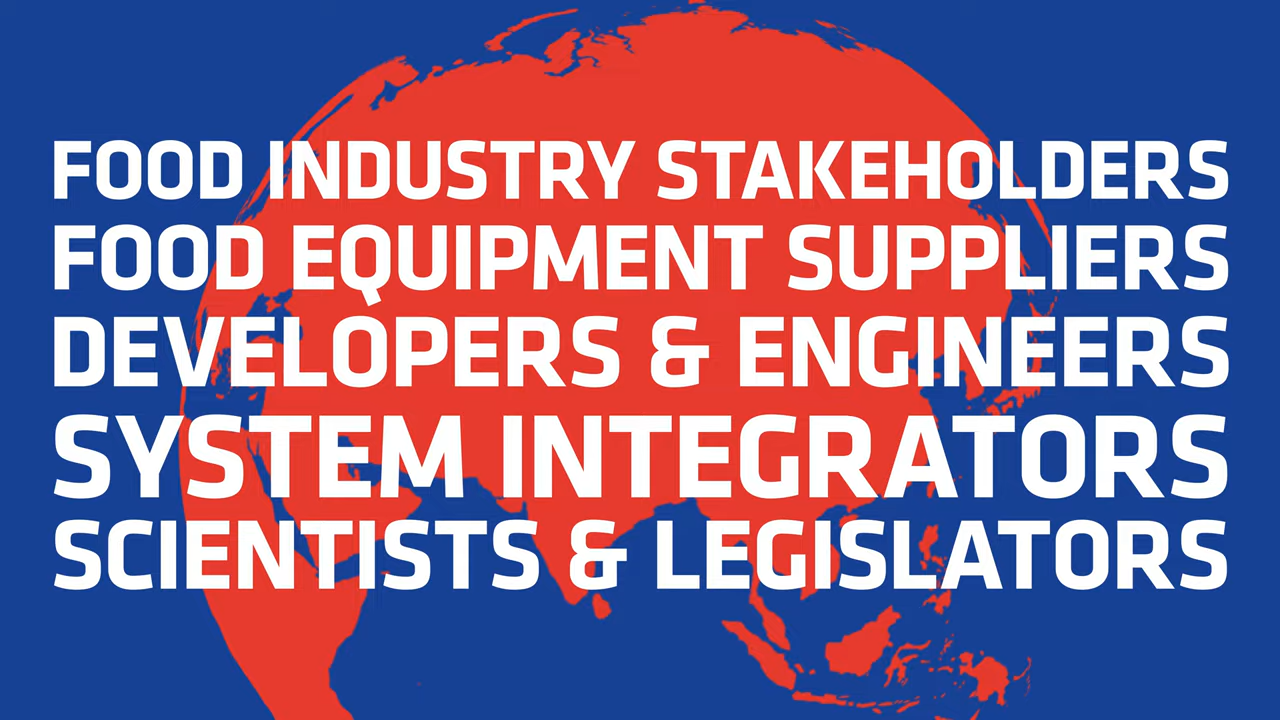 FOOD INDUSTRY STAKEHOLDERS
FOOD EQUIPMENT SUPPLIERS
DEVELOPERS & ENGINEERS
SYSTEM INTEGRATORS
SCIENTISTS & LEGISLATORS